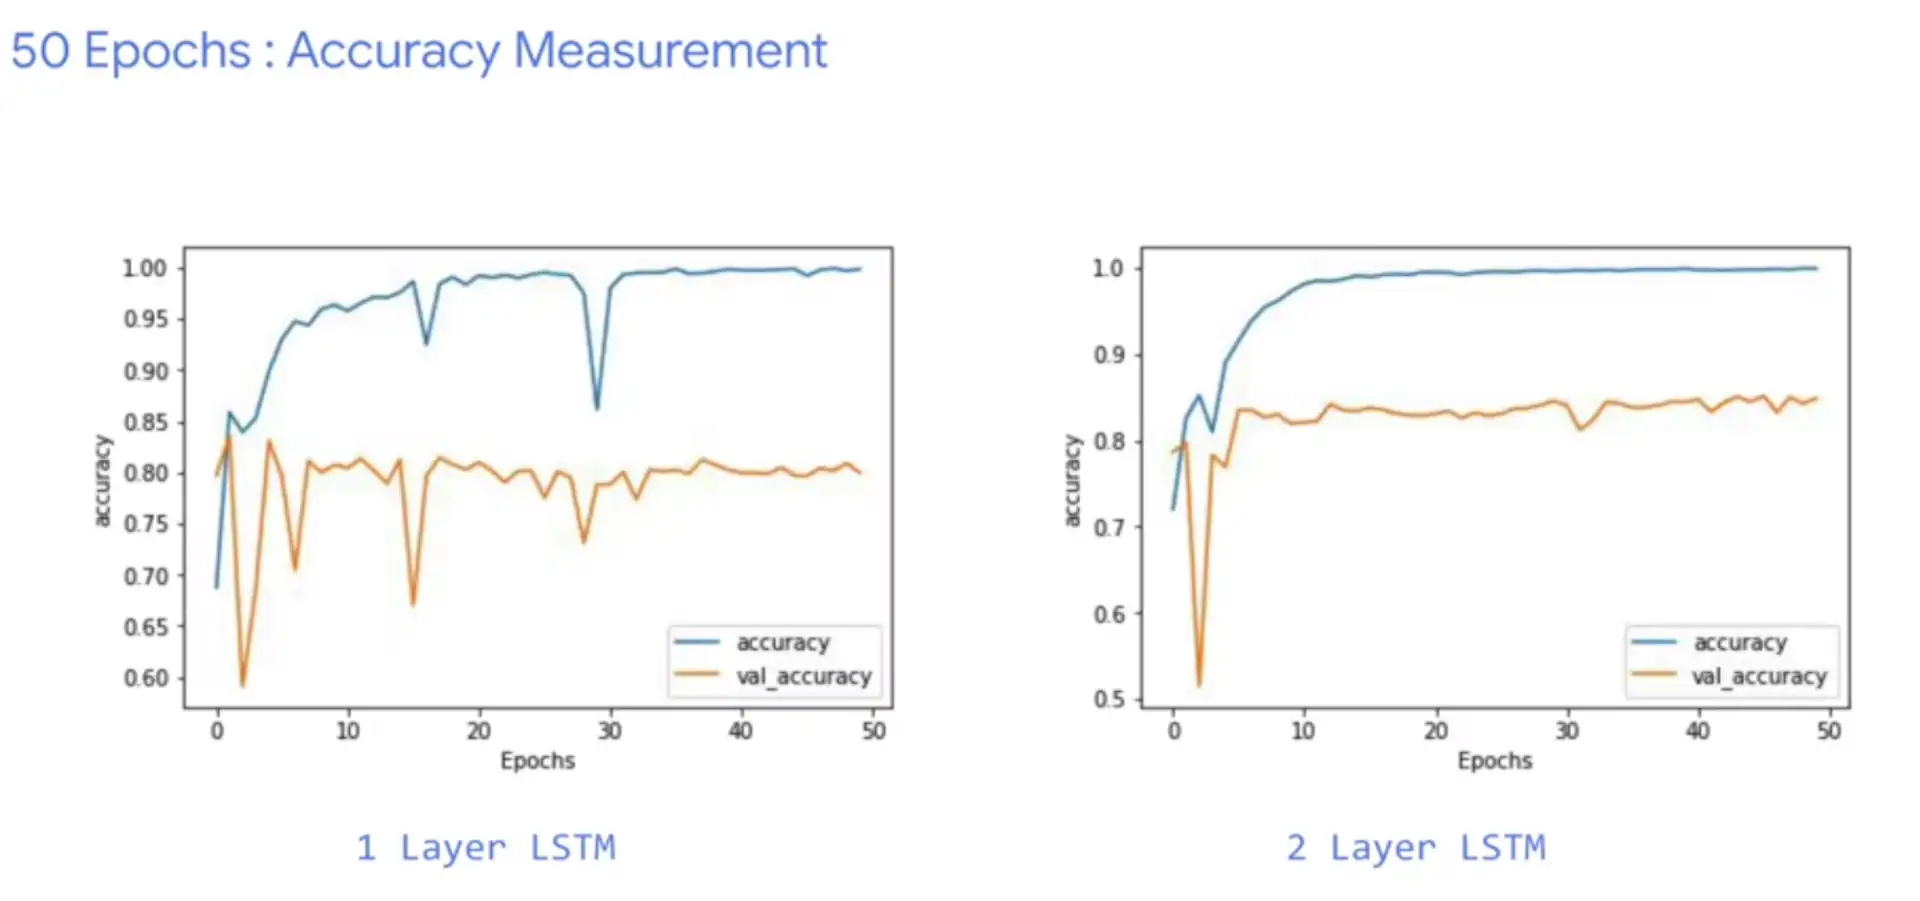 50 Epochs : Accuracy Measurement
1.00
0.95
0.90
0.85
0.80
0.75
0.70
0.65
0.60
accuracy
accuracy
val_accuracy
0 10 20 30 40 50
Epochs
1 Layer LSTM
1.0
0.9
0.8
0.7
0.6
0.5
accuracy
accuracy
val_accuracy
0 10 20 30 40 50
Epochs
2 Layer LSTM